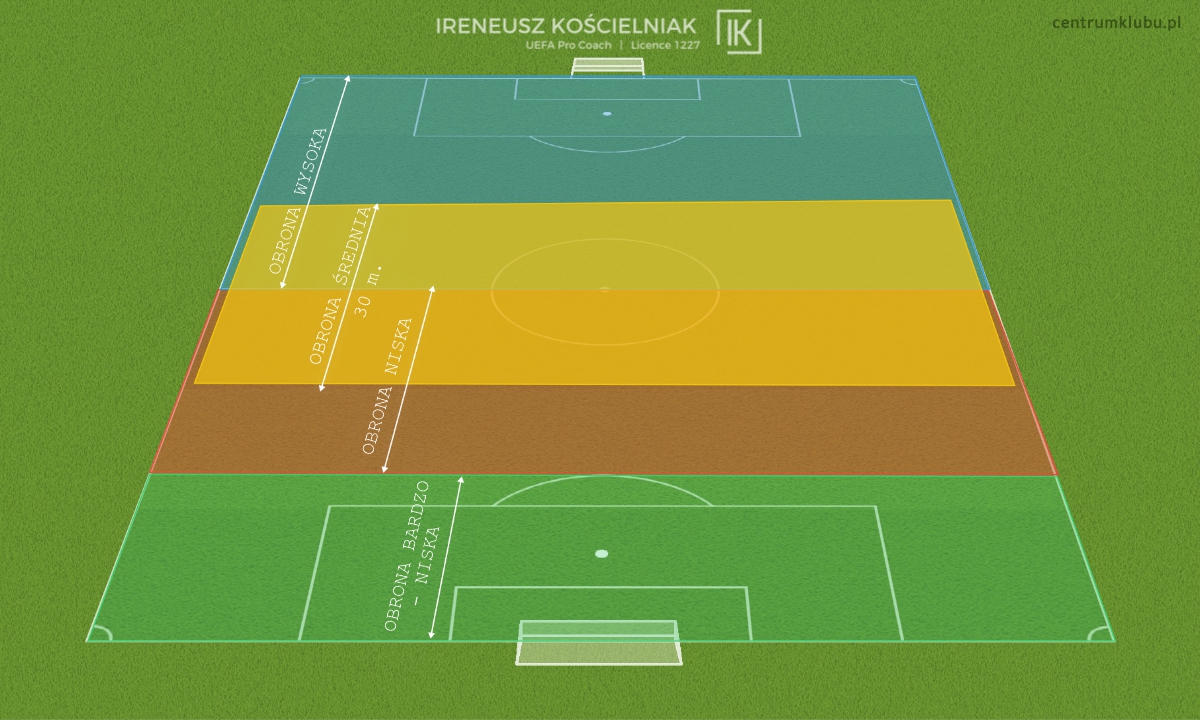 IRENEUSZ KOŚCIELNIAK
UEFA Pro Coach | Licence 1227
IK
centrumklubu.pl
OBRONA WYSOKA
OBRONA ŚREDNIA
30 m.
OBRONA NISKA
OBRONA BARDZO
- NISKA